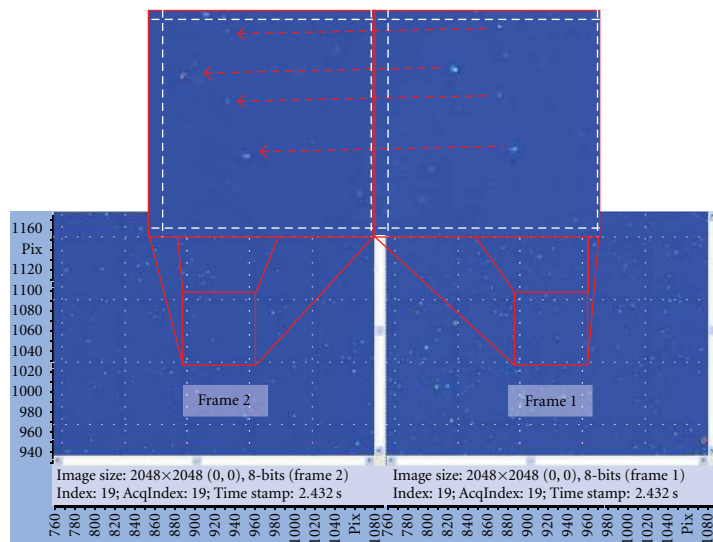 1160
Pix
1120
1100
1080
1060
1040
1020
1000
980
960
940
Frame 2
Frame 1
Image size: 2048×2048 (0, 0), 8-bits (frame 2)
Index: 19; AcqIndex: 19; Time stamp: 2.432 s
Image size: 2048×2048 (0, 0), 8-bits (frame 1)
Index: 19; AcqIndex: 19; Time stamp: 2.432 s
760 780 800 820 840 860 880 900 920 940 960 980 1000 1020 1040 Pix 1080
760 780 800 820 840 860 880 900 920 940 960 980 1000 1020 1040 1060 Pix 1080